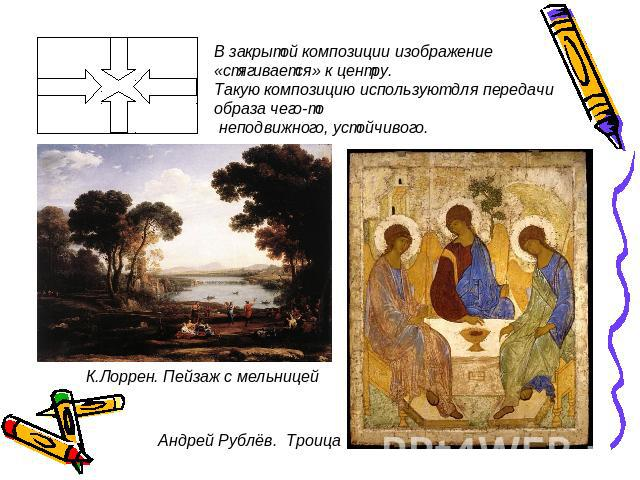 В закрытой композиции изображение
«стягивается» к центру.
Такую композицию используют для передачи
образа чего-то
неподвижного, устойчивого.
К.Лоррен. Пейзаж с мельницей
Андрей Рублёв. Троица